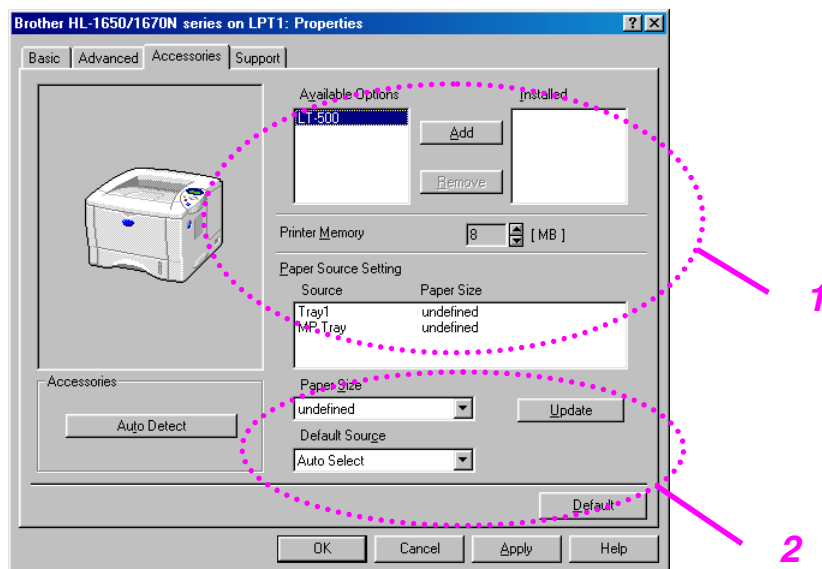 Brother HL-1650/1670N series on LPT1: Properties
Basic Advanced Accessories Support
Available Options Installed
LT-500
Add
Remove
Printer Memory 8 [ MB ]
Paper Source Setting
Source Paper Size
Tray1 undefined
MP Tray undefined
1
Accessories
Auto Detect
Paper Size
undefined Update
Default Source
Auto Select
Default
OK Cancel Apply Help
2